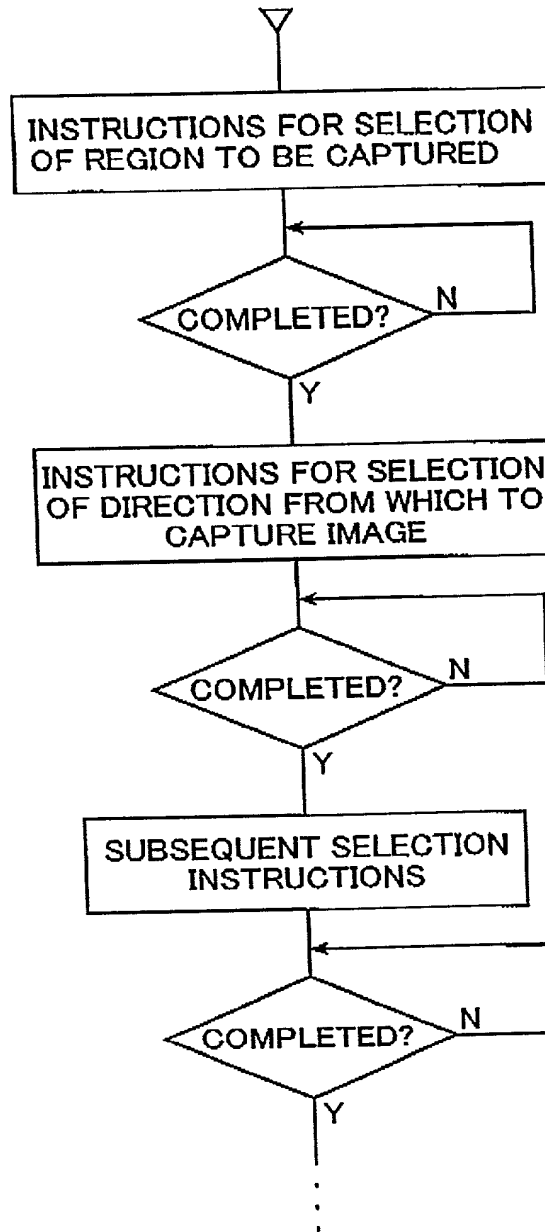 INSTRUCTIONS FOR SELECTION
OF REGION TO BE CAPTURED
COMPLETED?
N
Y
INSTRUCTIONS FOR SELECTION
OF DIRECTION FROM WHICH TO
CAPTURE IMAGE
COMPLETED?
N
Y
SUBSEQUENT SELECTION
INSTRUCTIONS
COMPLETED?
N
Y